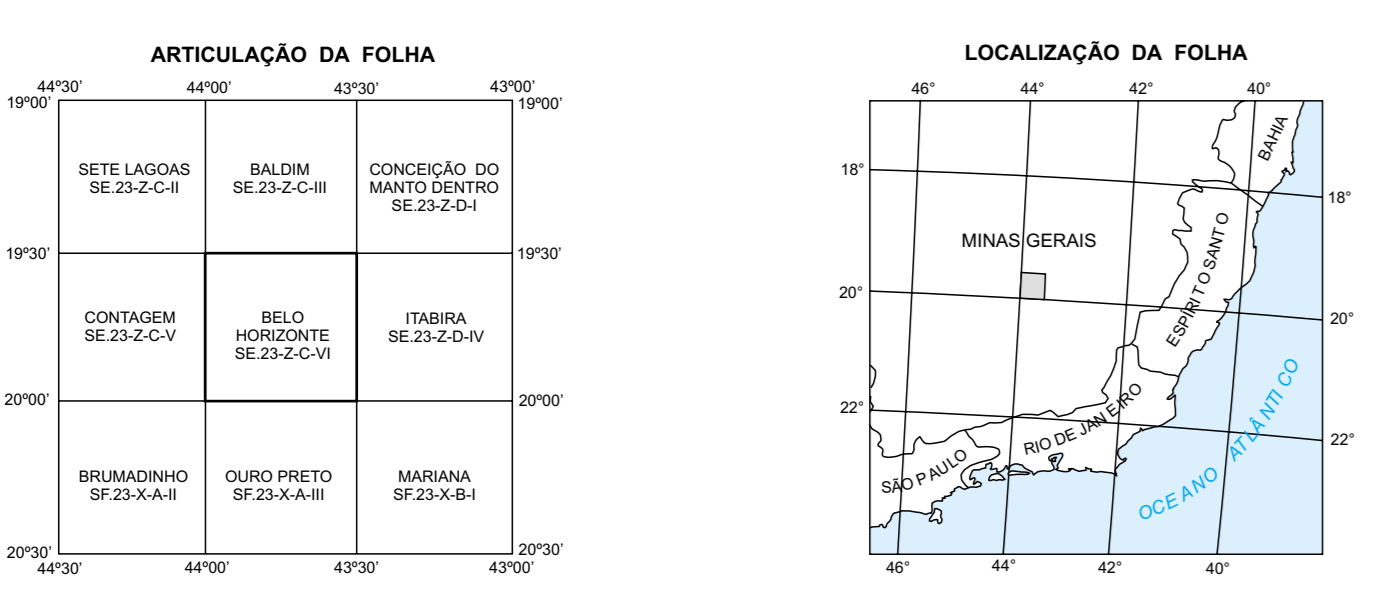 ARTICULAÇÃO DA FOLHA
44º30’ 44º00’ 43º30’ 43º00’
19º00’ 19º00’
SETE LAGOAS
SE.23-Z-C-II
BALDIM
SE.23-Z-C-III
CONCEIÇÃO DO
MANTO DENTRO
SE.23-Z-D-I
19º30’ 19º30’
CONTAGEM
SE.23-Z-C-V
BELO
HORIZONTE
SE.23-Z-C-VI
ITABIRA
SE.23-Z-D-IV
20º00’ 20º00’
BRUMADINHO
SF.23-X-A-II
OURO PRETO
SF.23-X-A-III
MARIANA
SF.23-X-B-I
20º30’ 20º30’
44º30’ 44º00’ 43º30’ 43º00’
LOCALIZAÇÃO DA FOLHA
46° 44° 42° 40°
BAHIA
18° 18°
MINAS GERAIS
ESPÍRITO SANTO
20° 20°
22° 22°
RIO DE JANEIRO
SÃO PAULO
OCEANO ATLÂNTICO
46° 44° 42° 40°